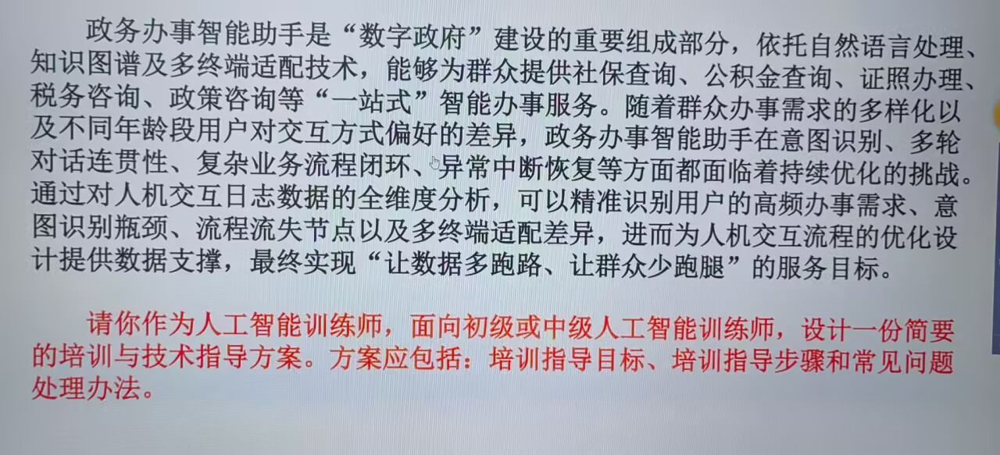 政务办事智能助手是“数字政府”建设的重要组成部分，依托自然语言处理、
知识图谱及多终端适配技术，能够为群众提供社保查询、公积金查询、证照办理、
税务咨询、政策咨询等“一站式”智能办事服务。随着群众办事需求的多样化以
及不同年龄段用户对交互方式偏好的差异，政务办事智能助手在意图识别、多轮
对话连贯性、复杂业务流程闭环、异常中断恢复等方面都面临着持续优化的挑战。
通过对人机交互日志数据的全维度分析，可以精准识别用户的高频办事需求、意
图识别瓶颈、流程流失节点以及多终端适配差异，进而为人机交互流程的优化设
计提供数据支撑，最终实现“让数据多跑路、让群众少跑腿”的服务目标。
请你作为人工智能训练师，面向初级或中级人工智能训练师，设计一份简要
的培训与技术指导方案。方案应包括：培训指导目标、培训指导步骤和常见问题
处理办法。